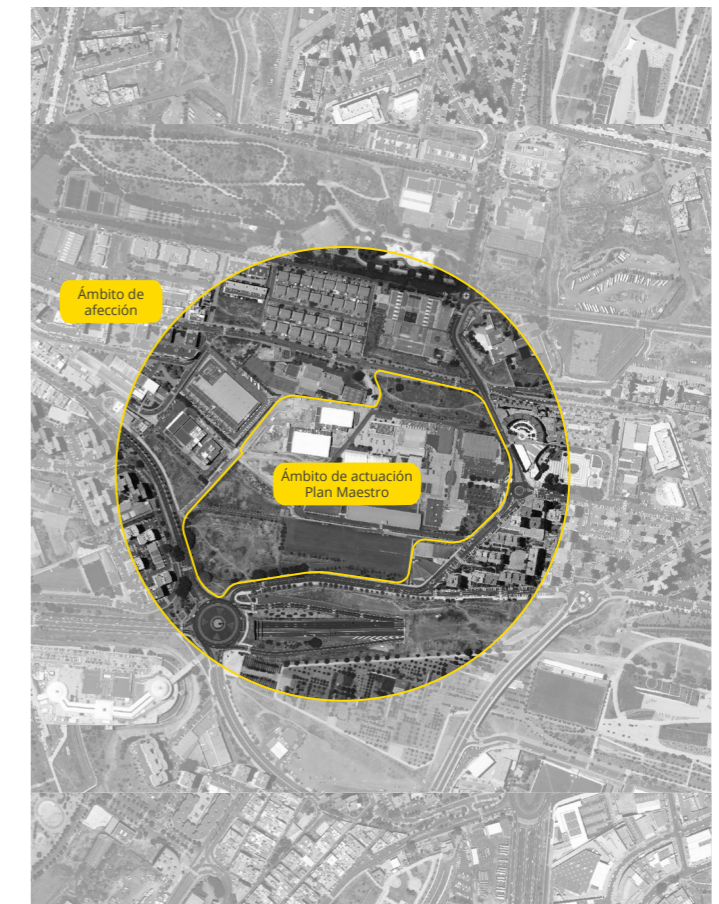 Ámbito de
afección
Ámbito de actuación
Plan Maestro